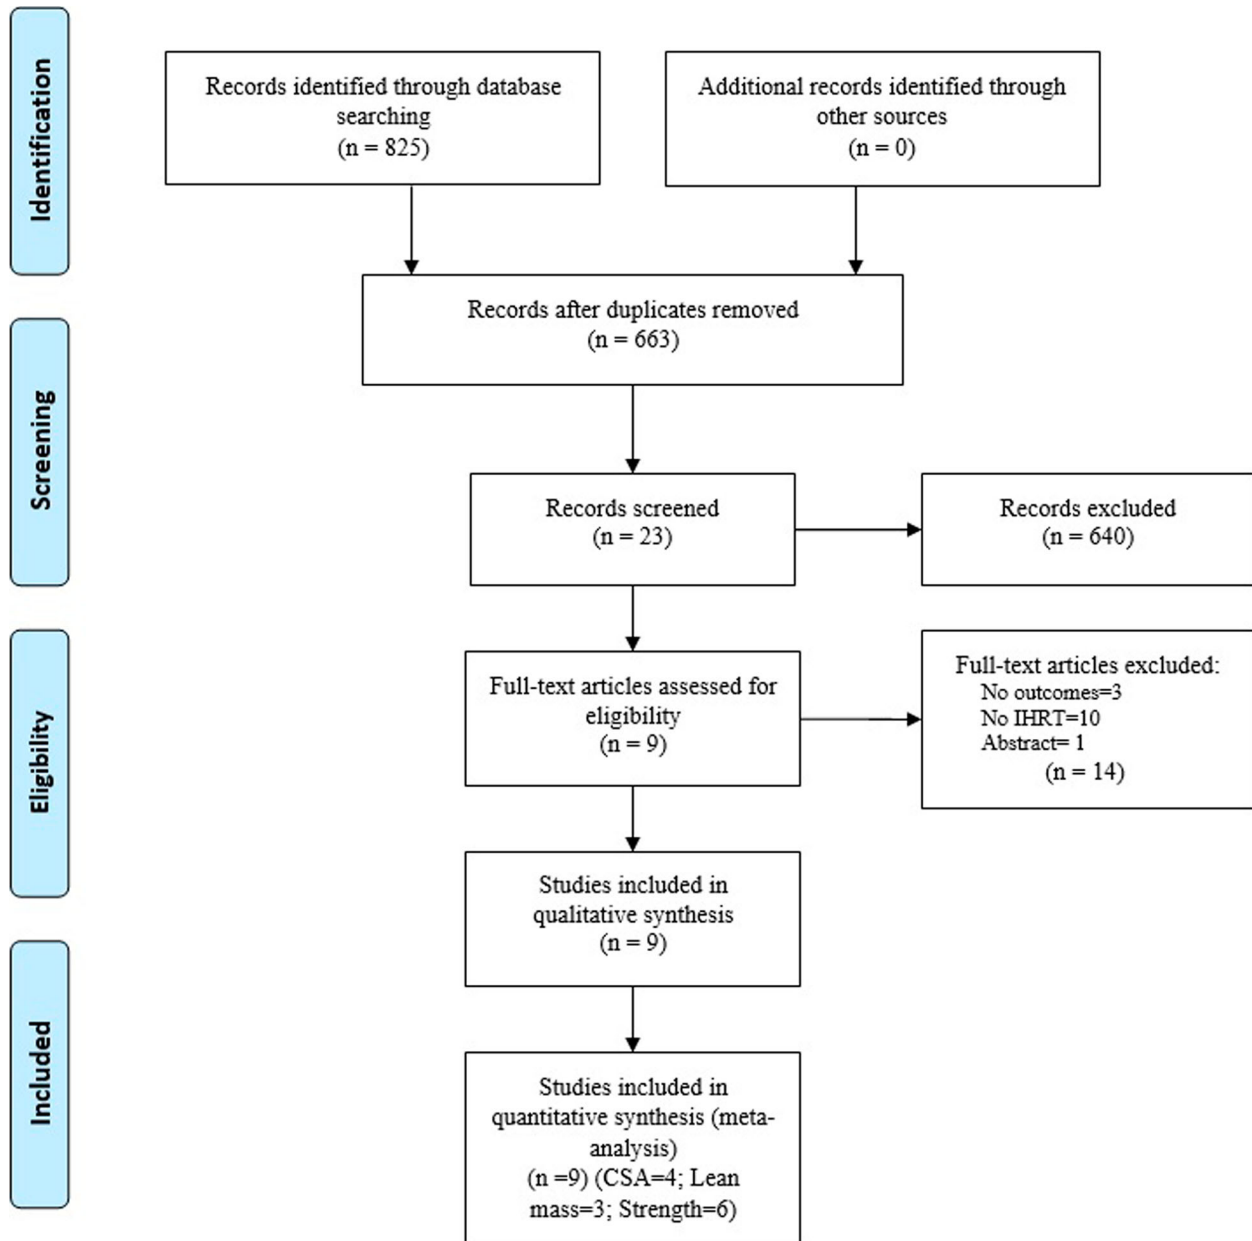 Identification
Records identified through database
searching
(n = 825)
Additional records identified through
other sources
(n = 0)
Records after duplicates removed
(n = 663)
Screening
Records screened
(n = 23)
Records excluded
(n = 640)
Eligibility
Full-text articles assessed for
eligibility
(n = 9)
Full-text articles excluded:
No outcomes=3
No IHRT=10
Abstract= 1
(n = 14)
Studies included in
qualitative synthesis
(n = 9)
Included
Studies included in
quantitative synthesis (meta-
analysis)
(n =9) (CSA=4; Lean
mass=3; Strength=6)